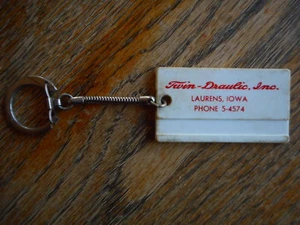 Twin-Draulic, Inc.
LAURENS, IOWA
PHONE 5-4574